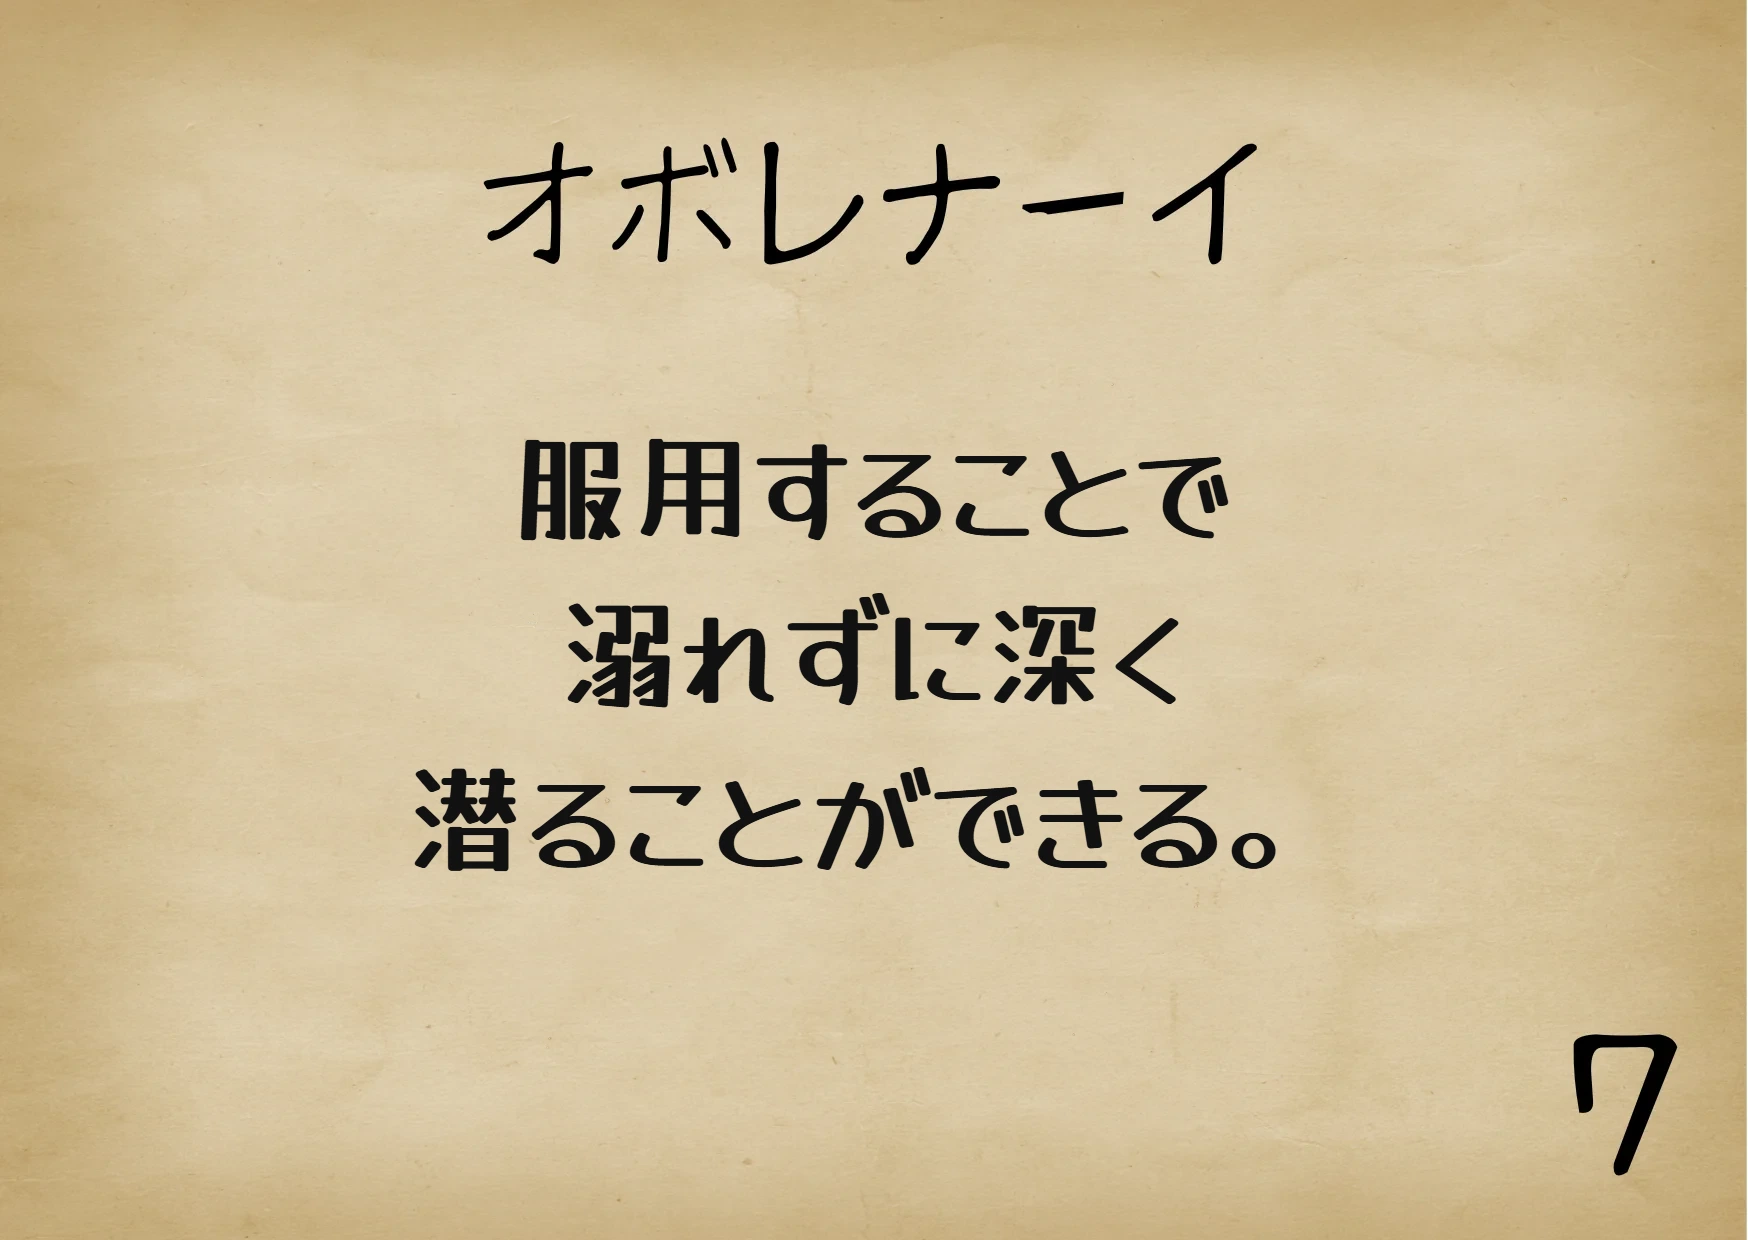 オボレナーイ
服用することで
溺れずに深く
潜ることができる。
7